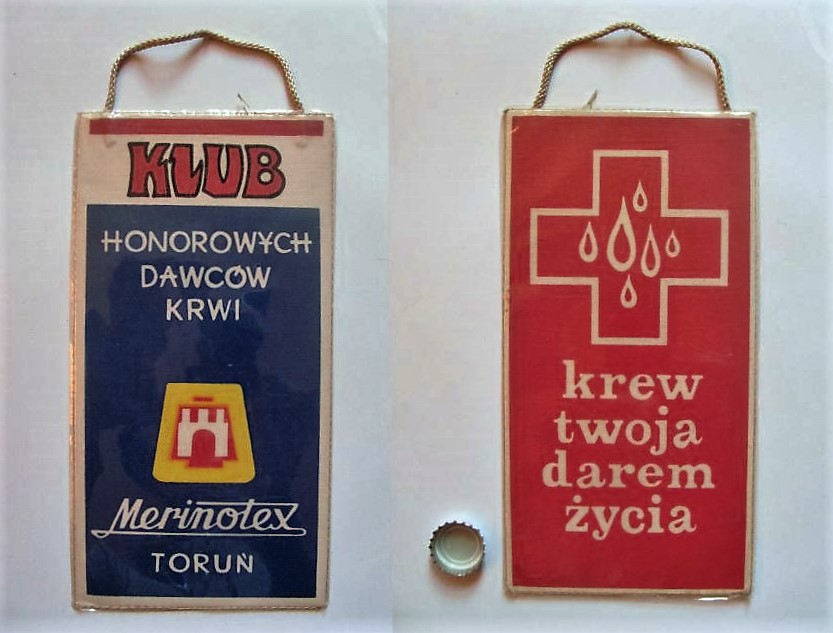 KLUB
HONOROWYCH
DAWCÓW
KRWI
Merinotex
TORUŃ
krew
twoja
darem
życia